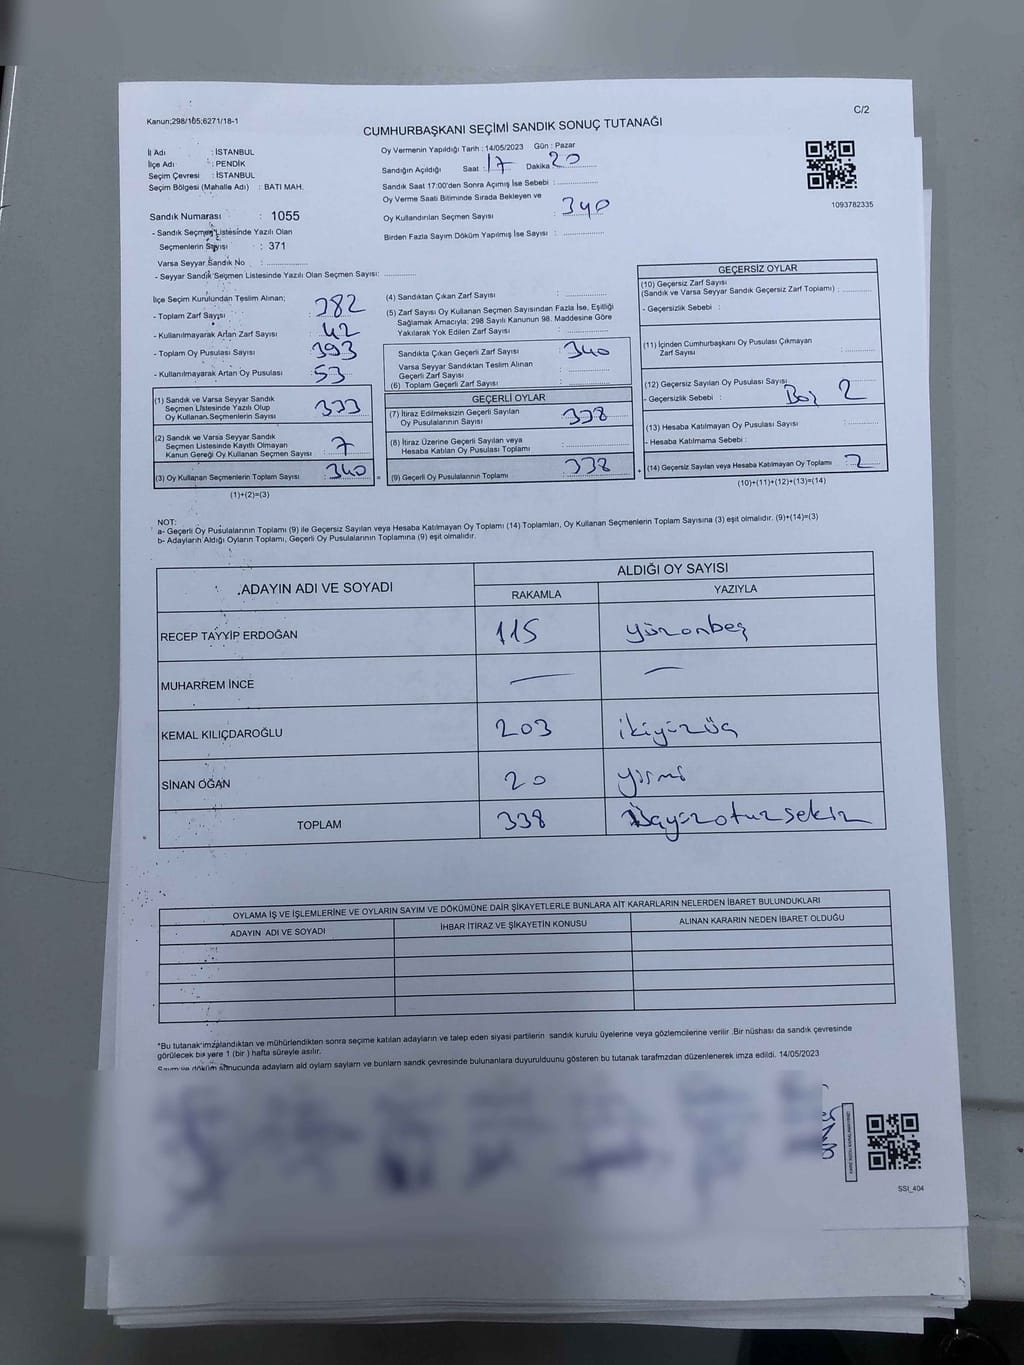 Kanun;298/105;6271/18-1
C/2
CUMHURBAŞKANI SEÇİMİ SANDIK SONUÇ TUTANAĞI
İl Adı : İSTANBUL
İlçe Adı : PENDİK
Seçim Çevresi : İSTANBUL
Seçim Bölgesi (Mahalle Adı) : BATI MAH.
Oy Vermenin Yapıldığı Tarih : 14/05/2023 Gün : Pazar
Sandığın Açıldığı Saat : 17 Dakika 20
Sandık Saat 17:00'den Sonra Açımış İse Sebebi :
Oy Verme Saati Bitiminde Sırada Bekleyen ve
Oy Kullandırılan Seçmen Sayısı : 340
Birden Fazla Sayım Döküm Yapılmış İse Sayısı :
1093782335
Sandık Numarası : 1055
- Sandık Seçmen Listesinde Yazılı Olan
Seçmenlerin Sayısı : 371
Varsa Seyyar Sandık No :
- Seyyar Sandık Seçmen Listesinde Yazılı Olan Seçmen Sayısı:
İlçe Seçim Kurulundan Teslim Alınan;
- Toplam Zarf Sayısı : 382
- Kullanılmayarak Artan Zarf Sayısı : 42
- Toplam Oy Pusulası Sayısı : 393
- Kullanılmayarak Artan Oy Pusulası : 53
(1) Sandık ve Varsa Seyyar Sandık
Seçmen Listesinde Yazılı Olup
Oy Kullanan Seçmenlerin Sayısı : 333
(2) Sandık ve Varsa Seyyar Sandık
Seçmen Listesinde Kayıtlı Olmayan
Kanun Gereği Oy Kullanan Seçmen Sayısı : 7
(3) Oy Kullanan Seçmenlerin Toplam Sayısı : 340
(1)+(2)=(3)
(4) Sandıktan Çıkan Zarf Sayısı :
(5) Zarf Sayısı Oy Kullanan Seçmen Sayısından Fazla İse, Eşitliği
Sağlamak Amacıyla; 298 Sayılı Kanunun 98. Maddesine Göre
Yakılarak Yok Edilen Zarf Sayısı :
Sandıkta Çıkan Geçerli Zarf Sayısı : 340
Varsa Seyyar Sandıktan Teslim Alınan
Geçerli Zarf Sayısı :
(6) Toplam Geçerli Zarf Sayısı :
GEÇERLİ OYLAR
(7) İtiraz Edilmeksizin Geçerli Sayılan
Oy Pusulalarının Sayısı : 338
(8) İtiraz Üzerine Geçerli Sayılan veya
Hesaba Katılan Oy Pusulası Toplamı :
= (9) Geçerli Oy Pusulalarının Toplamı : 338
GEÇERSİZ OYLAR
(10) Geçersiz Zarf Sayısı
(Sandık ve Varsa Seyyar Sandık Geçersiz Zarf Toplamı) :
- Geçersizlik Sebebi :
(11) İçinden Cumhurbaşkanı Oy Pusulası Çıkmayan
Zarf Sayısı :
(12) Geçersiz Sayılan Oy Pusulası Sayısı : 2
- Geçersizlik Sebebi : Boş
(13) Hesaba Katılmayan Oy Pusulası Sayısı :
- Hesaba Katılmama Sebebi :
+ (14) Geçersiz Sayılan veya Hesaba Katılmayan Oy Toplamı : 2
(10)+(11)+(12)+(13)=(14)
NOT:
a- Geçerli Oy Pusulalarının Toplamı (9) ile Geçersiz Sayılan veya Hesaba Katılmayan Oy Toplamı (14) Toplamları, Oy Kullanan Seçmenlerin Toplam Sayısına (3) eşit olmalıdır. (9)+(14)=(3)
b- Adayların Aldığı Oyların Toplamı, Geçerli Oy Pusulalarının Toplamına (9) eşit olmalıdır.
ADAYIN ADI VE SOYADI
ALDIĞI OY SAYISI
RAKAMLA YAZIYLA
RECEP TAYYİP ERDOĞAN 115 yüzonbeş
MUHARREM İNCE — —
KEMAL KILIÇDAROĞLU 203 ikiyüzüç
SİNAN OĞAN 20 yirmi
TOPLAM 338 Üçyüzotuzsekiz
OYLAMA İŞ VE İŞLEMLERİNE VE OYLARIN SAYIM VE DÖKÜMÜNE DAİR ŞİKAYETLERLE BUNLARA AİT KARARLARIN NELERDEN İBARET BULUNDUKLARI
ADAYIN ADI VE SOYADI İHBAR İTİRAZ VE ŞİKAYETİN KONUSU ALINAN KARARIN NEDEN İBARET OLDUĞU
*Bu tutanak imzalandıktan ve mühürlendikten sonra seçime katılan adayların ve talep eden siyasi partilerin sandık kurulu üyelerine veya gözlemcilerine verilir .Bir nüshası da sandık çevresinde
görülecek bir yere 1 (bir ) hafta süreyle asılır.
Sayım ve döküm sonucunda adayların ald oyların sayları ve bunların sandk çevresinde bulunanlara duyurulduunu gösteren bu tutanak tarafmzdan düzenlenerek imza edildi. 14/05/2023
SSI_404